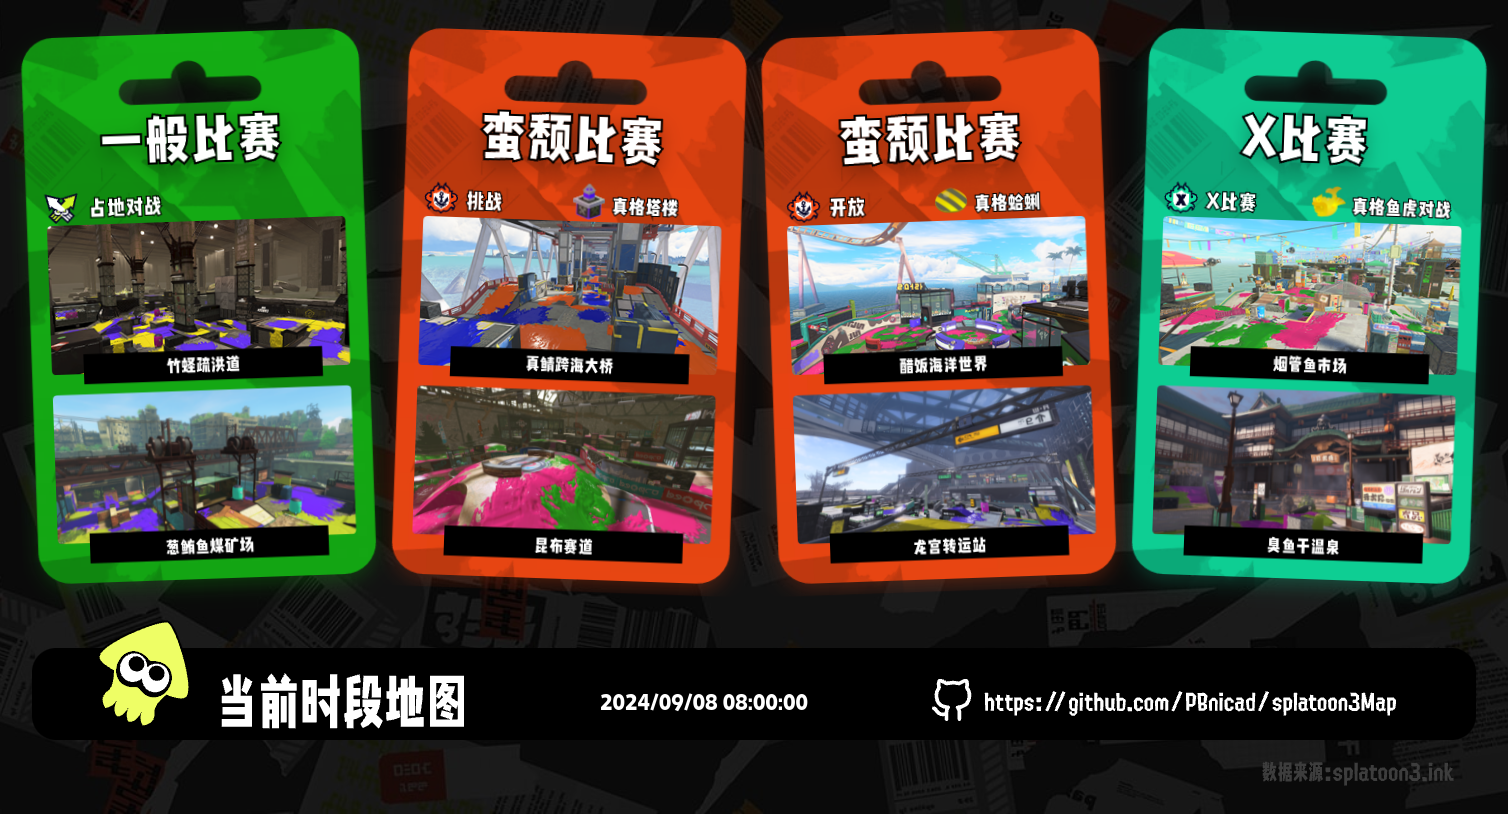 一般比赛
占地对战
竹蛏疏洪道
葱鲔鱼煤矿场
蛮颓比赛
挑战
真格塔楼
真鲭跨海大桥
昆布赛道
蛮颓比赛
开放
真格蛤蜊
醋饭海洋世界
龙宫转运站
X比赛
X比赛
真格鱼虎对战
烟管鱼市场
臭鱼干温泉
当前时段地图
2024/09/08 08:00:00
https://github.com/PBnicad/splatoon3Map
数据来源:splatoon3.ink